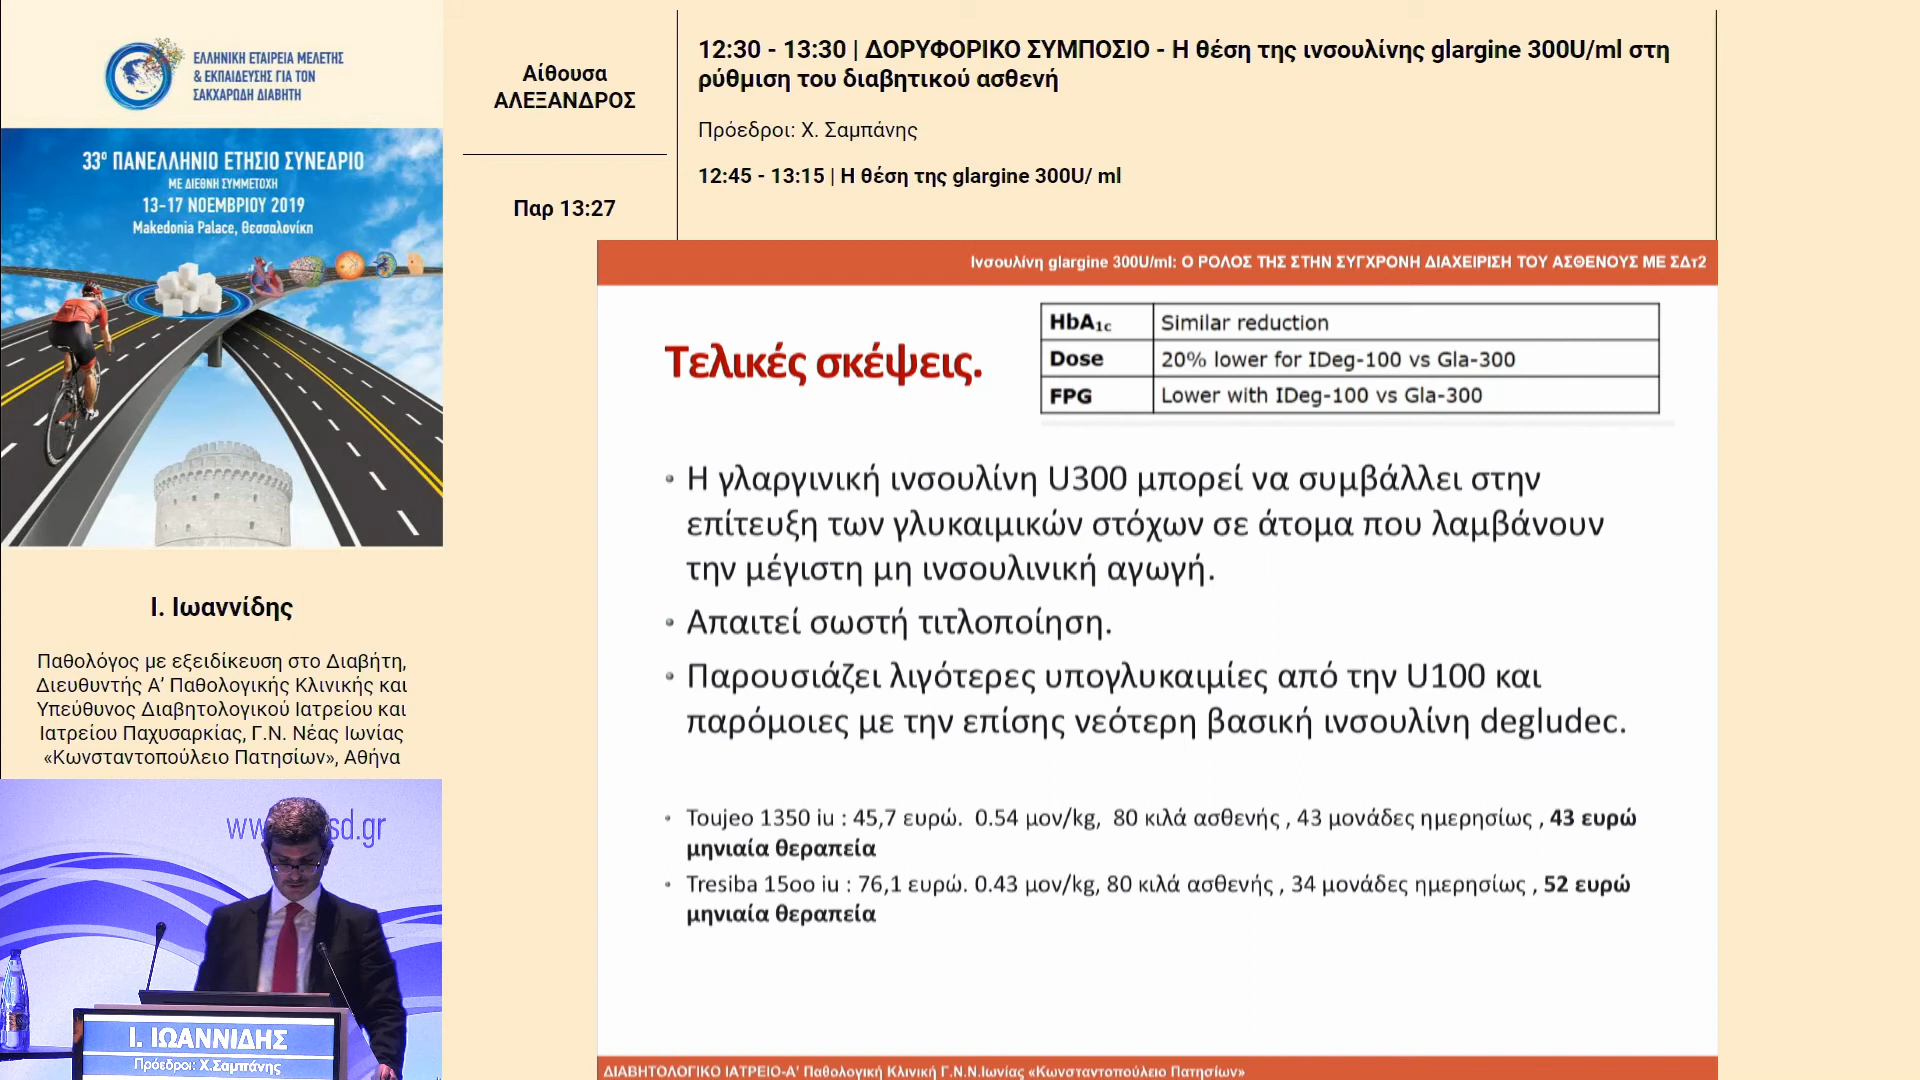 ΕΛΛΗΝΙΚΗ ΕΤΑΙΡΕΙΑ ΜΕΛΕΤΗΣ
& ΕΚΠΑΙΔΕΥΣΗΣ ΓΙΑ ΤΟΝ
ΣΑΚΧΑΡΩΔΗ ΔΙΑΒΗΤΗ
33ο ΠΑΝΕΛΛΗΝΙΟ ΕΤΗΣΙΟ ΣΥΝΕΔΡΙΟ
ΜΕ ΔΙΕΘΝΗ ΣΥΜΜΕΤΟΧΗ
13-17 ΝΟΕΜΒΡΙΟΥ 2019
Makedonia Palace, Θεσσαλονίκη
Αίθουσα
ΑΛΕΞΑΝΔΡΟΣ
Παρ 13:27
12:30 - 13:30 | ΔΟΡΥΦΟΡΙΚΟ ΣΥΜΠΟΣΙΟ - Η θέση της ινσουλίνης glargine 300U/ml στη
ρύθμιση του διαβητικού ασθενή
Πρόεδροι: Χ. Σαμπάνης
12:45 - 13:15 | Η θέση της glargine 300U/ ml
Ινσουλίνη glargine 300U/ml: Ο ΡΟΛΟΣ ΤΗΣ ΣΤΗΝ ΣΥΓΧΡΟΝΗ ΔΙΑΧΕΙΡΙΣΗ ΤΟΥ ΑΣΘΕΝΟΥΣ ΜΕ ΣΔτ2
Τελικές σκέψεις.
HbA1c Similar reduction
Dose 20% lower for IDeg-100 vs Gla-300
FPG Lower with IDeg-100 vs Gla-300
• Η γλαργινική ινσουλίνη U300 μπορεί να συμβάλλει στην
επίτευξη των γλυκαιμικών στόχων σε άτομα που λαμβάνουν
την μέγιστη μη ινσουλινική αγωγή.
• Απαιτεί σωστή τιτλοποίηση.
• Παρουσιάζει λιγότερες υπογλυκαιμίες από την U100 και
παρόμοιες με την επίσης νεότερη βασική ινσουλίνη degludec.
• Toujeo 1350 iu : 45,7 ευρώ. 0.54 μον/kg, 80 κιλά ασθενής , 43 μονάδες ημερησίως , 43 ευρώ
μηνιαία θεραπεία
• Tresiba 15οο iu : 76,1 ευρώ. 0.43 μον/kg, 80 κιλά ασθενής , 34 μονάδες ημερησίως , 52 ευρώ
μηνιαία θεραπεία
ΔΙΑΒΗΤΟΛΟΓΙΚΟ ΙΑΤΡΕΙΟ-Α’ Παθολογική Κλινική Γ.Ν.Ν.Ιωνίας «Κωνσταντοπούλειο Πατησίων»
Ι. Ιωαννίδης
Παθολόγος με εξειδίκευση στο Διαβήτη,
Διευθυντής Α’ Παθολογικής Κλινικής και
Υπεύθυνος Διαβητολογικού Ιατρείου και
Ιατρείου Παχυσαρκίας, Γ.Ν. Νέας Ιωνίας
«Κωνσταντοπούλειο Πατησίων», Αθήνα
sd.gr
Ι. ΙΩΑΝΝΙΔΗΣ
Πρόεδροι: Χ.Σαμπάνης